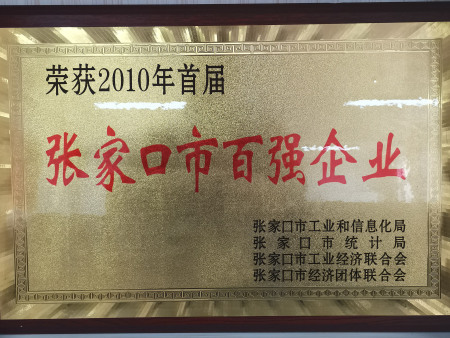 荣获2010年首届
张家口市百强企业
张家口市工业和信息化局
张家口市统计局
张家口市工业经济联合会
张家口市经济团体联合会